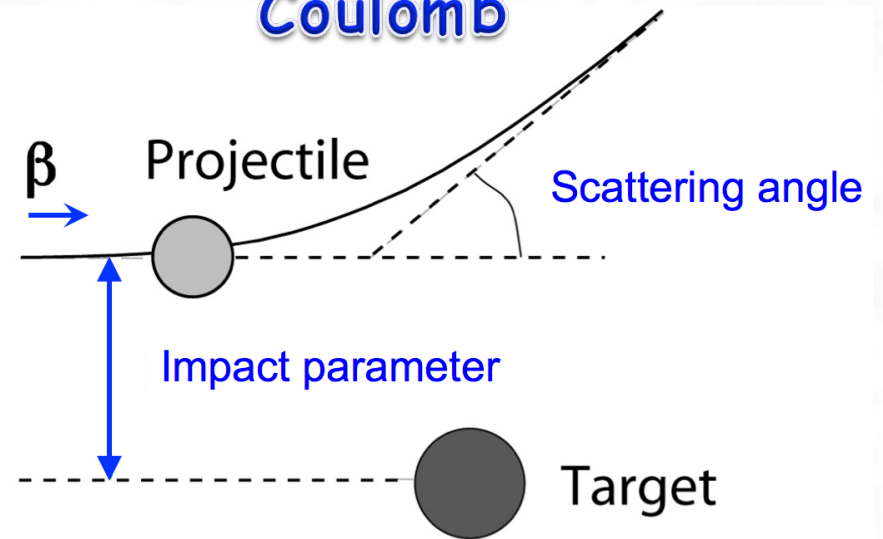 Coulomb
β
Projectile
Scattering angle
Impact parameter
Target